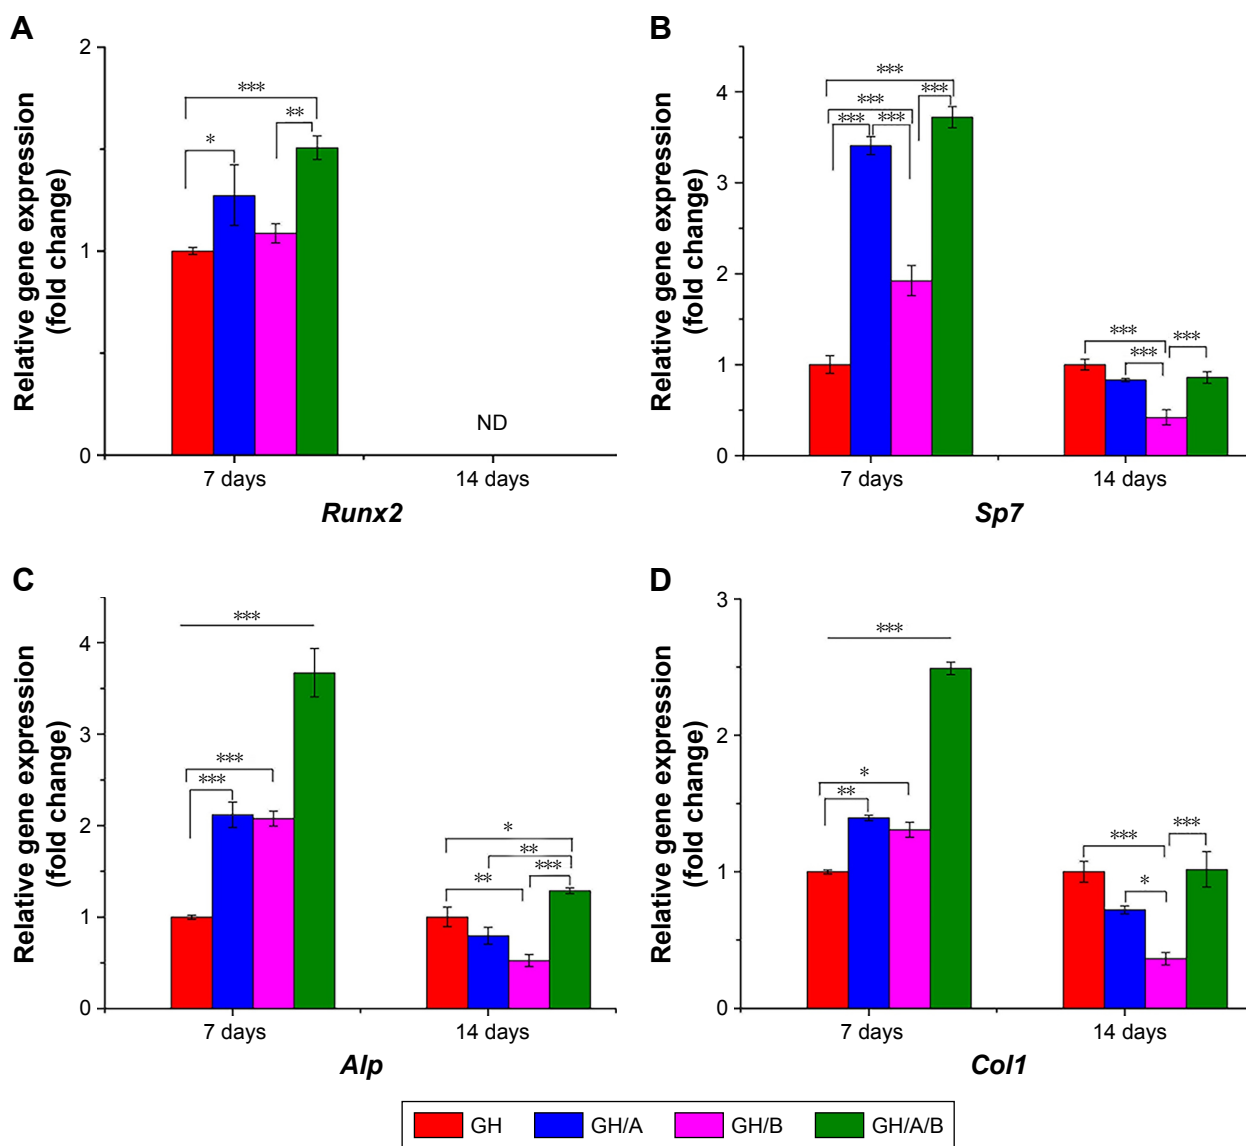 A
Relative gene expression
(fold change)
2
1
0
***
*
**
ND
7 days
14 days
Runx2
B
Relative gene expression
(fold change)
4
3
2
1
0
***
***
***
***
***
***
***
***
7 days
14 days
Sp7
C
Relative gene expression
(fold change)
4
3
2
1
0
***
***
***
*
**
***
**
7 days
14 days
Alp
D
Relative gene expression
(fold change)
3
2
1
0
***
*
**
***
***
*
7 days
14 days
Col1
GH
GH/A
GH/B
GH/A/B